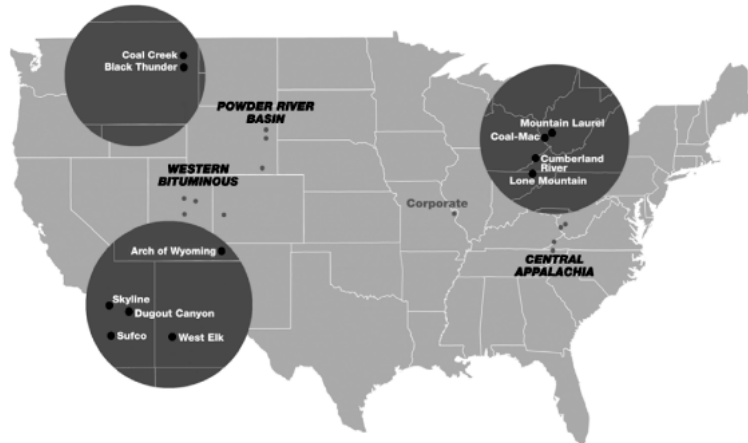 Coal Creek
Black Thunder
POWDER RIVER
BASIN
Mountain Laurel
Coal-Mac
Cumberland
River
Lone Mountain
WESTERN
BITUMINOUS
Corporate
CENTRAL
APPALACHIA
Arch of Wyoming
Skyline
Dugout Canyon
Sufco
West Elk